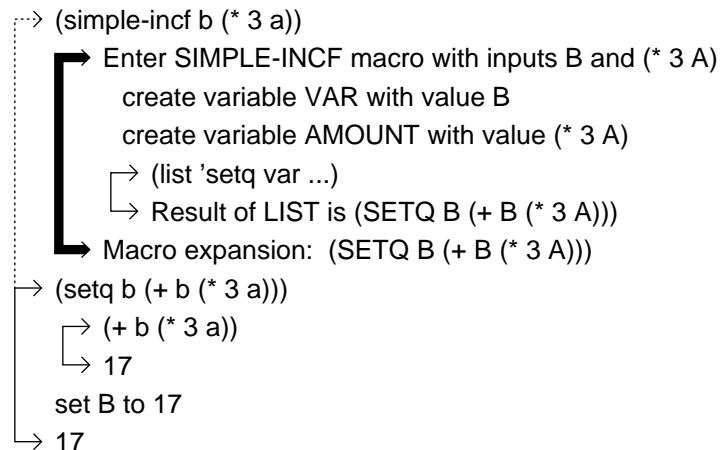 (simple-incf b (* 3 a))
Enter SIMPLE-INCF macro with inputs B and (* 3 A)
create variable VAR with value B
create variable AMOUNT with value (* 3 A)
(list ’setq var ...)
Result of LIST is (SETQ B (+ B (* 3 A)))
Macro expansion: (SETQ B (+ B (* 3 A)))
(setq b (+ b (* 3 a)))
(+ b (* 3 a))
17
set B to 17
17